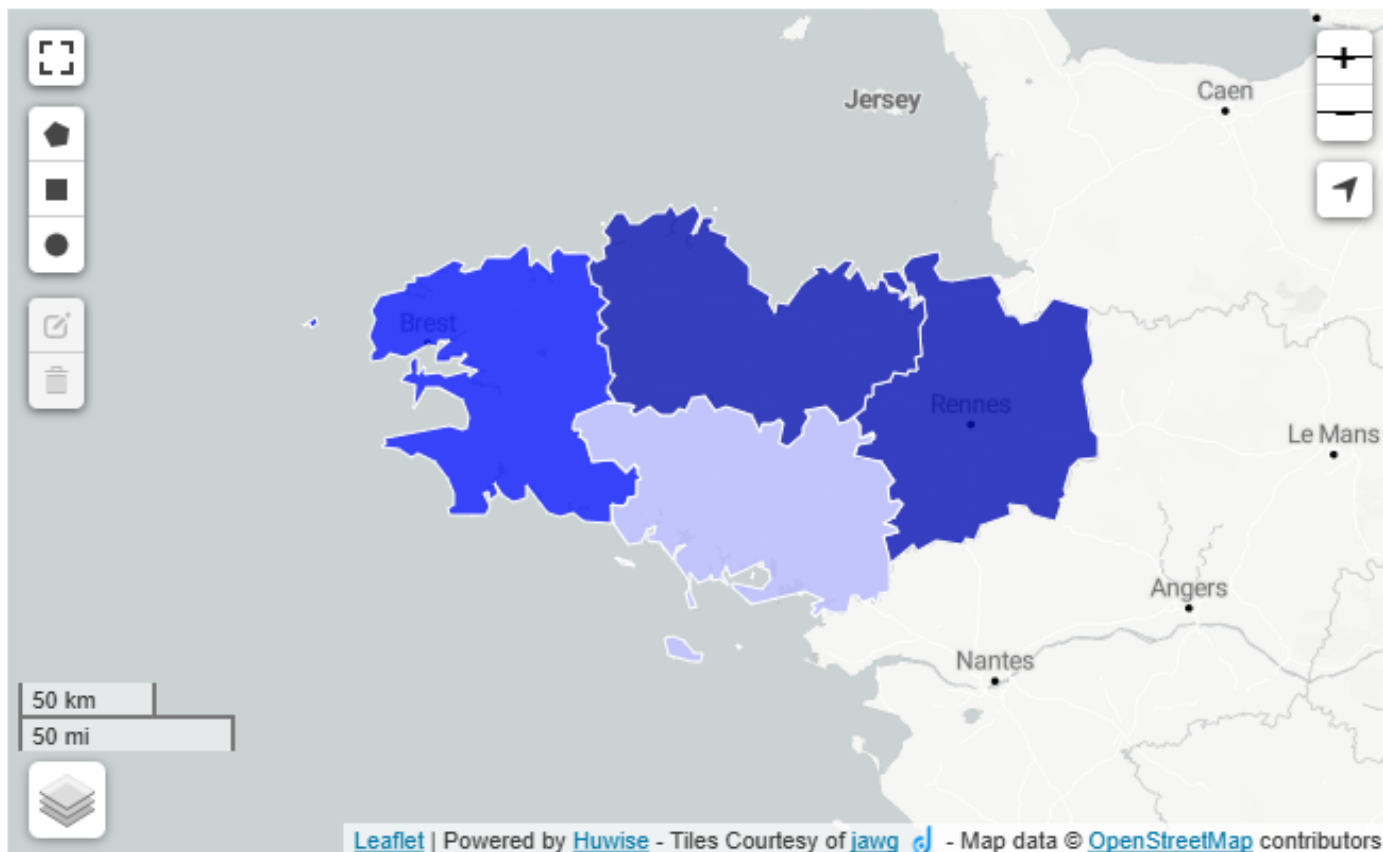 Jersey
Caen
+
-
Brest
Rennes
Le Mans
Angers
Nantes
50 km
50 mi
Leaflet | Powered by Huwise - Tiles Courtesy of jawg - Map data © OpenStreetMap contributors